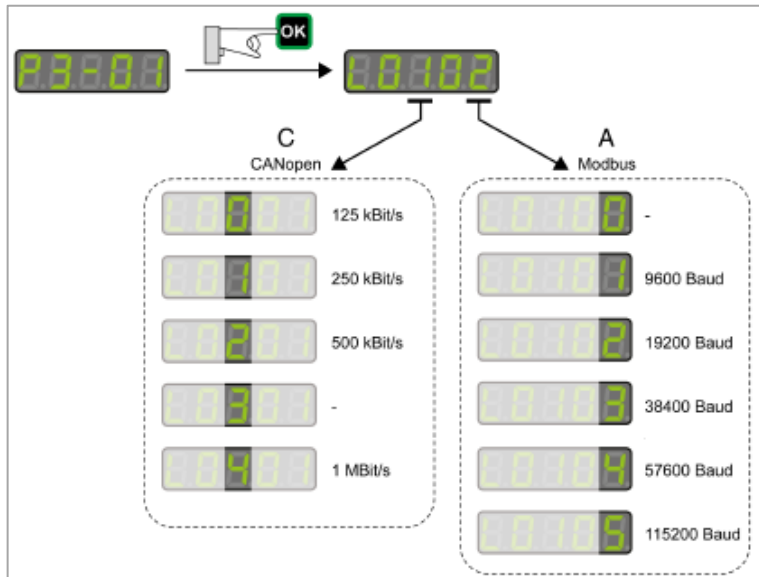 OK
P3-01
L0102
C
A
CANopen
Modbus
L0001
125 kBit/s
L0100
-
L0101
250 kBit/s
L0101
9600 Baud
L0201
500 kBit/s
L0102
19200 Baud
L0301
-
L0103
38400 Baud
L0401
1 MBit/s
L0104
57600 Baud
L0105
115200 Baud